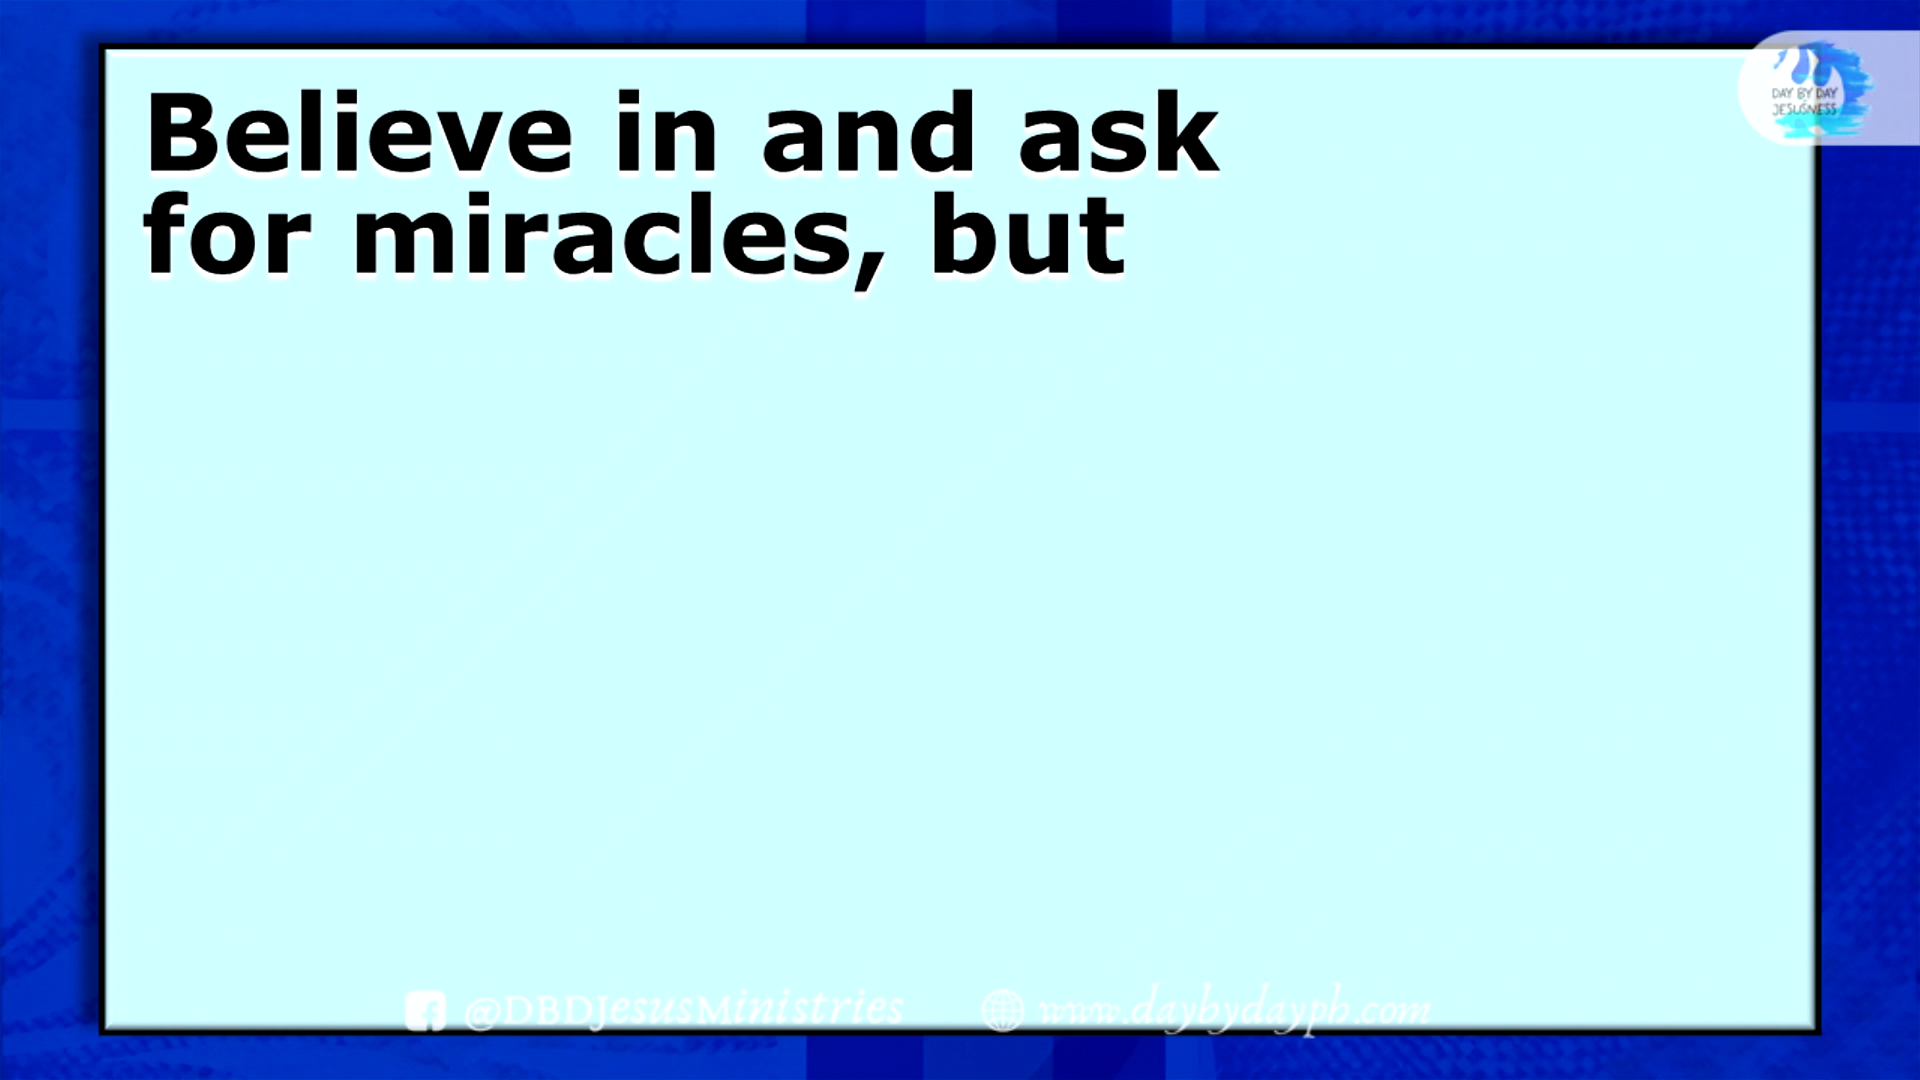 Believe in and ask
for miracles, but
DAY BY DAY
JESUSNESS
@DBDJesusMinistries
www.daybydayph.com